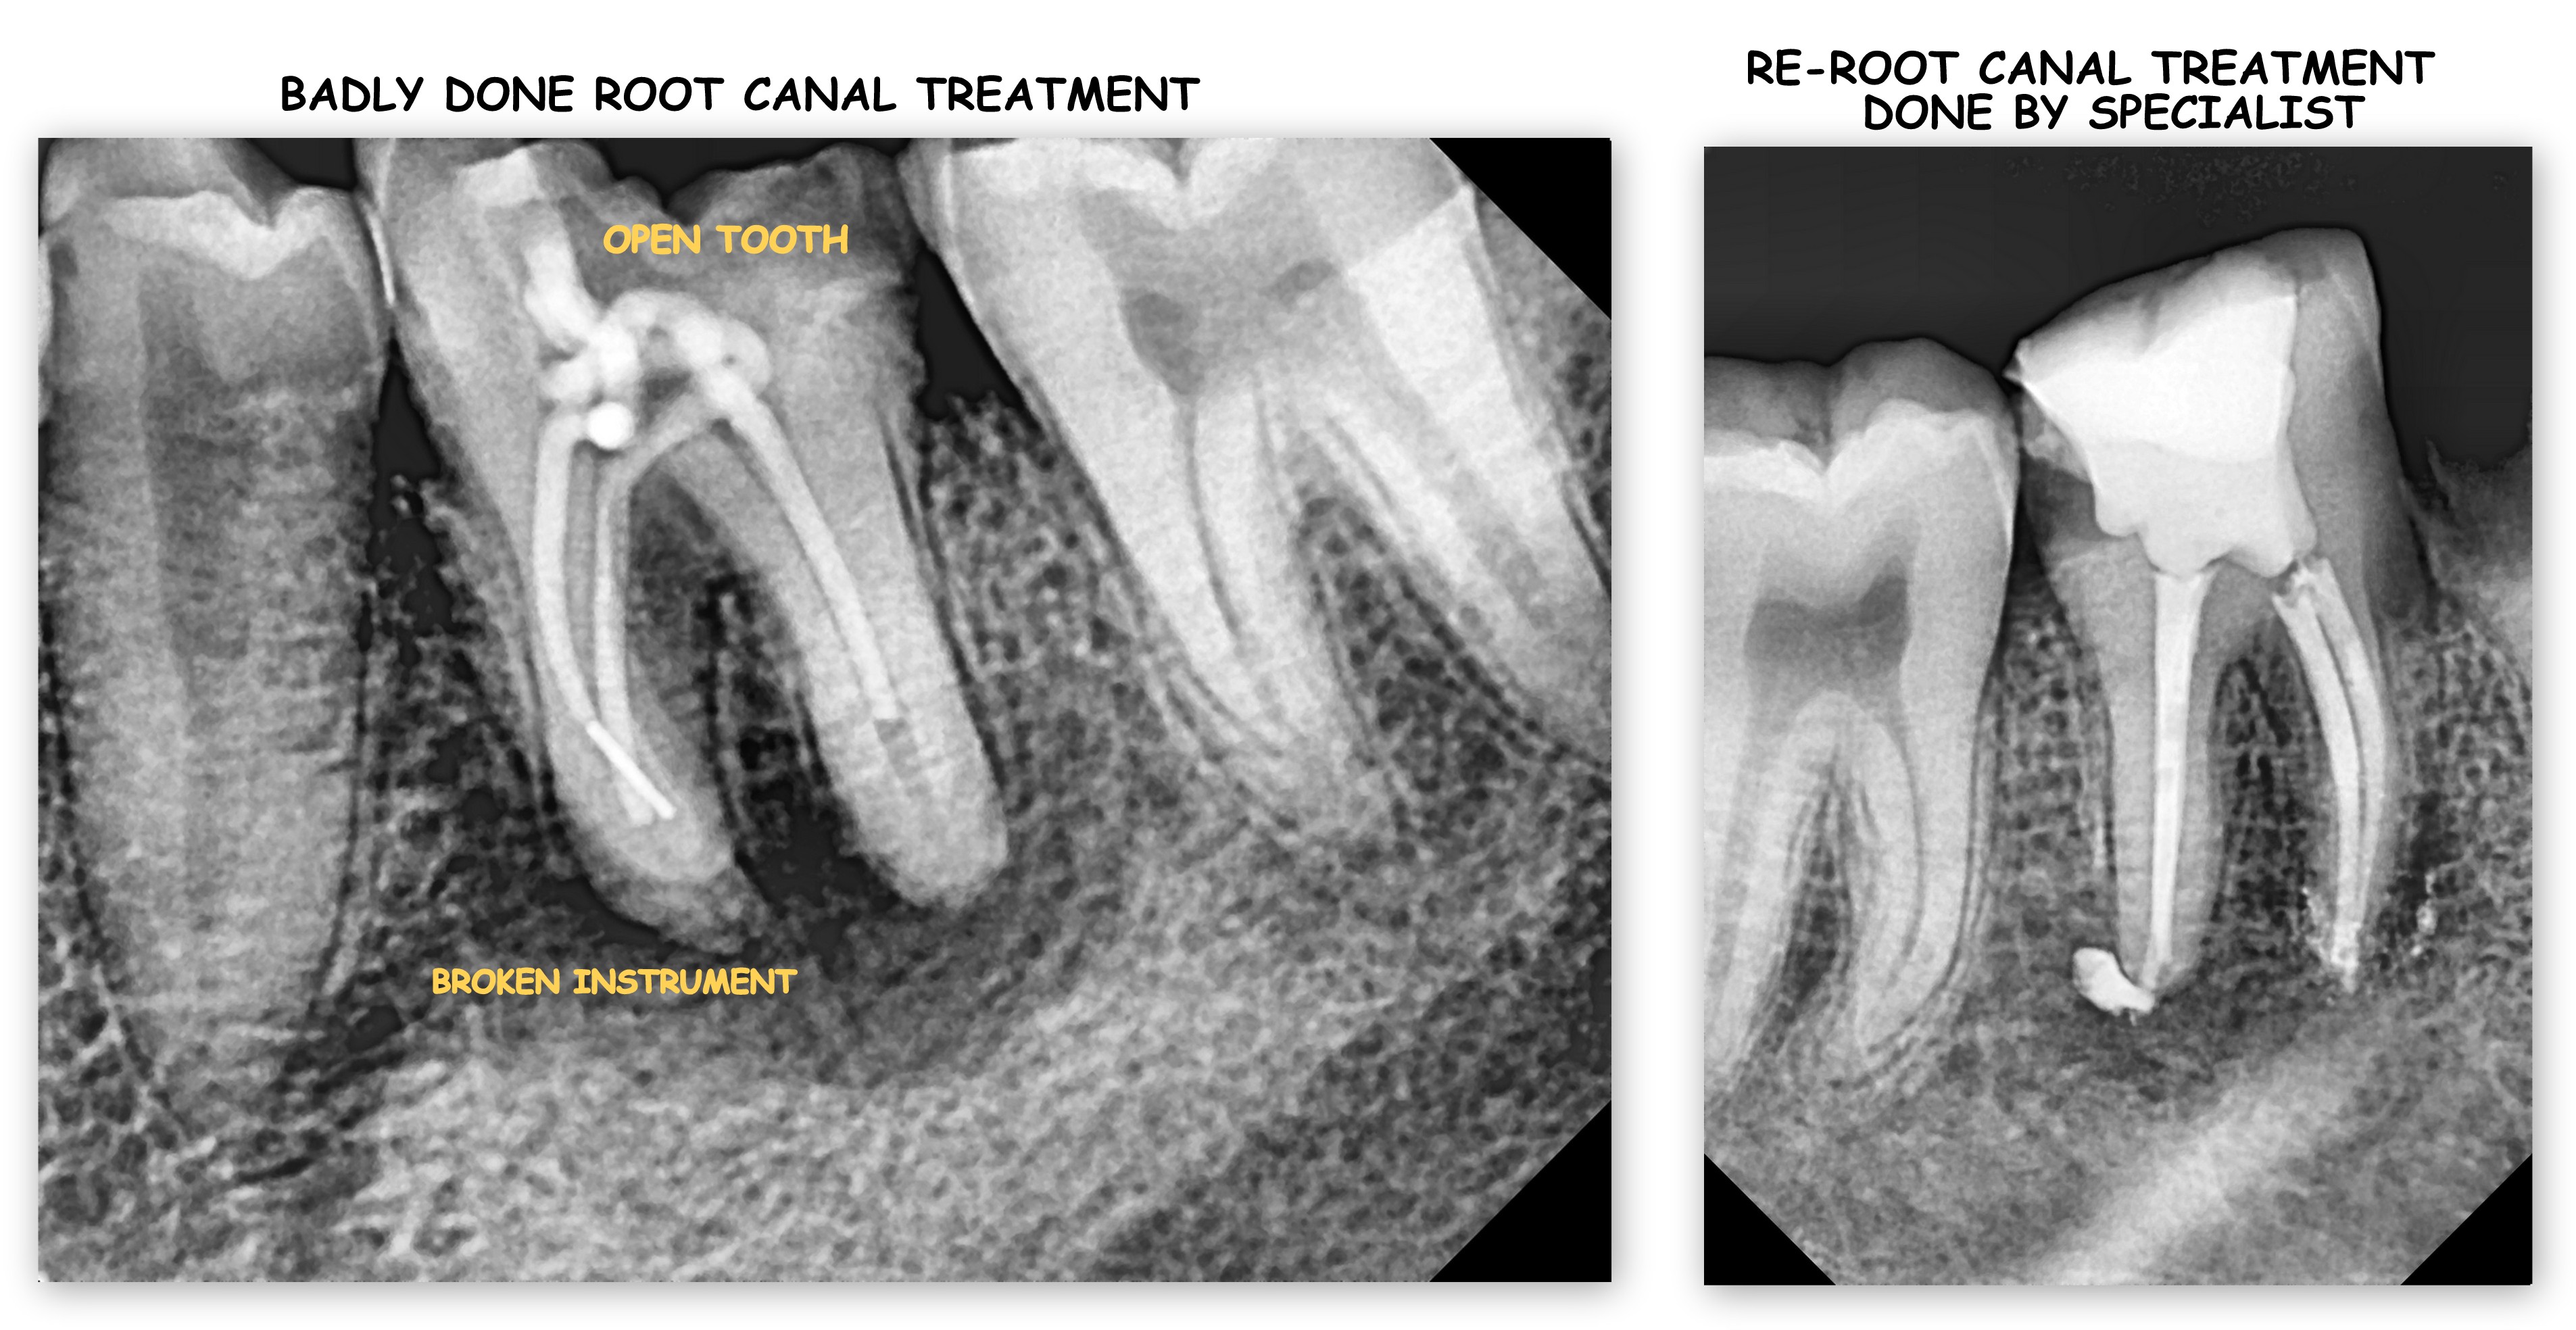 BADLY DONE ROOT CANAL TREATMENT
OPEN TOOTH
BROKEN INSTRUMENT
RE-ROOT CANAL TREATMENT
DONE BY SPECIALIST